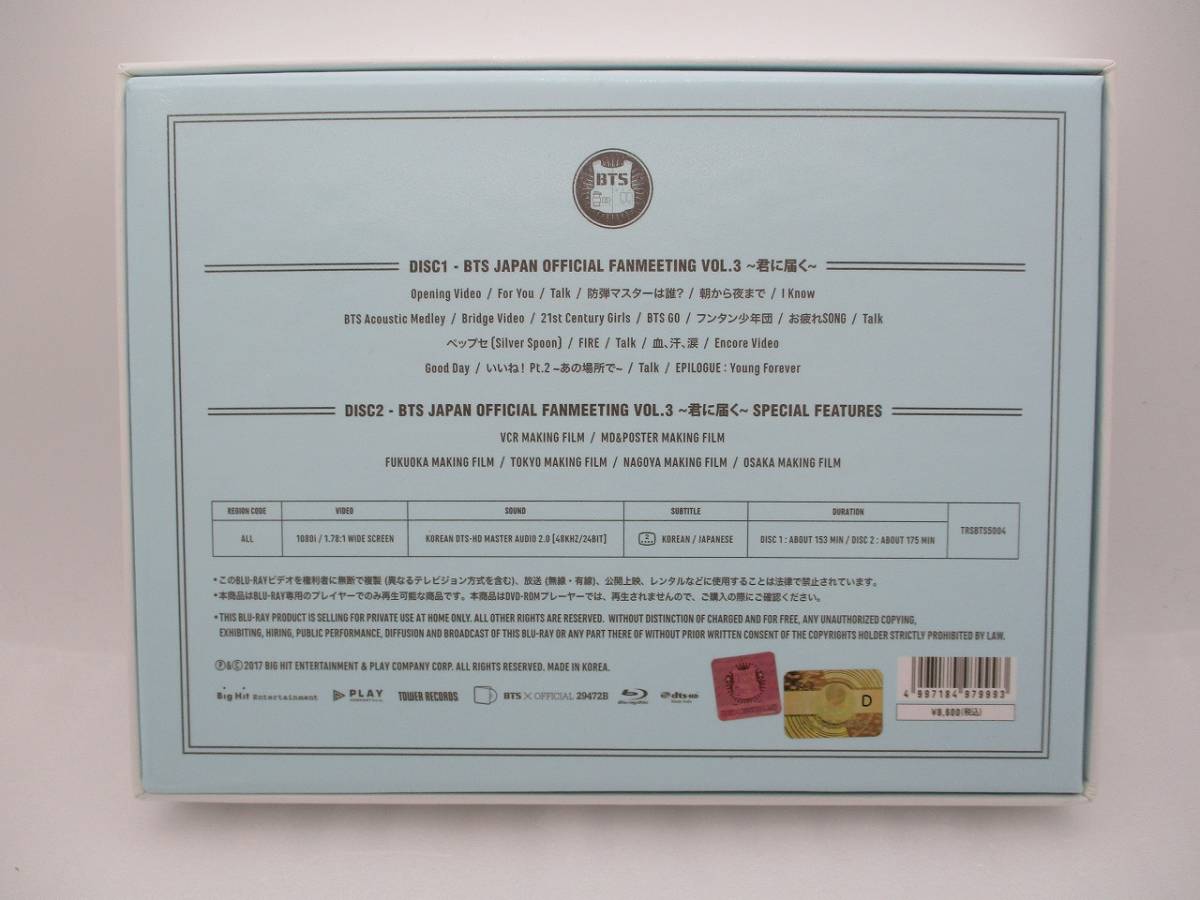 BTS
DISC1 - BTS JAPAN OFFICIAL FANMEETING VOL.3 ~君に届く~
Opening Video / For You / Talk / 防弾マスターは誰? / 朝から夜まで / I Know
BTS Acoustic Medley / Bridge Video / 21st Century Girls / BTS GO / フンタン少年団 / お疲れSONG / Talk
ペップセ (Silver Spoon) / FIRE / Talk / 血、汗、涙 / Encore Video
Good Day / いいね! Pt.2 ~あの場所で~ / Talk / EPILOGUE : Young Forever
DISC2 - BTS JAPAN OFFICIAL FANMEETING VOL.3 ~君に届く~ SPECIAL FEATURES
VCR MAKING FILM / MD&POSTER MAKING FILM
FUKUOKA MAKING FILM / TOKYO MAKING FILM / NAGOYA MAKING FILM / OSAKA MAKING FILM
REGION CODE VIDEO SOUND SUBTITLE DURATION
TRSBTS5004
ALL 1080i / 1.78:1 WIDE SCREEN KOREAN DTS-HD MASTER AUDIO 2.0 [48KHZ/24BIT] 2 KOREAN / JAPANESE DISC 1 : ABOUT 153 MIN / DISC 2 : ABOUT 175 MIN
•このBLU-RAYビデオを権利者に無断で複製 (異なるテレビジョン方式を含む)、放送 (無線・有線)、公開上映、レンタルなどに使用することは法律で禁止されています。
•本商品はBLU-RAY専用のプレイヤーでのみ再生可能な商品です。本商品はDVD-ROMプレーヤーでは、再生されませんので、ご購入の際にご確認ください。
•THIS BLU-RAY PRODUCT IS SELLING FOR PRIVATE USE AT HOME ONLY. ALL OTHER RIGHTS ARE RESERVED. WITHOUT DISTINCTION OF CHARGED AND FOR FREE, ANY UNAUTHORIZED COPYING,
EXHIBITING, HIRING, PUBLIC PERFORMANCE, DIFFUSION AND BROADCAST OF THIS BLU-RAY OR ANY PART THERE OF WITHOUT PRIOR WRITTEN CONSENT OF THE COPYRIGHTS HOLDER STRICTLY PROHIBITED BY LAW.
Ⓟ&Ⓒ 2017 BIG HIT ENTERTAINMENT & PLAY COMPANY CORP. ALL RIGHTS RESERVED. MADE IN KOREA.
Big Hit Entertainment PLAY TOWER RECORDS BTS × OFFICIAL 29472B Blu-ray Disc dts
D
4 997184 979993
¥8,600(税込)